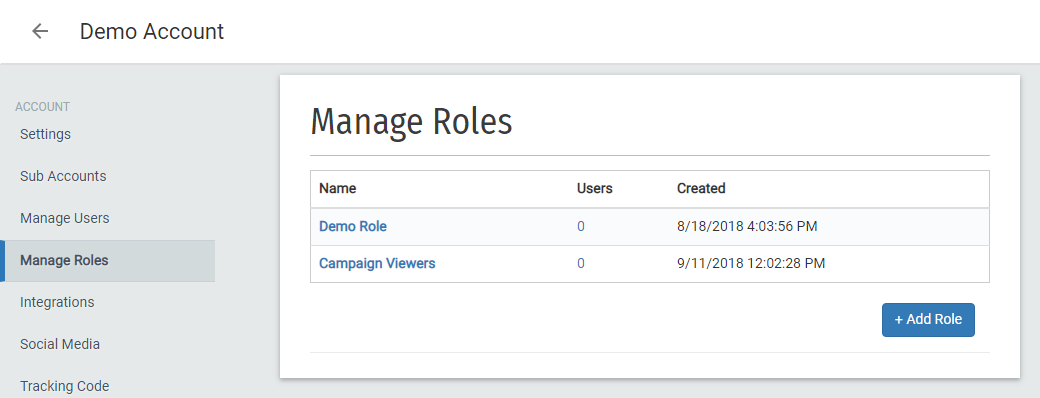 Demo Account
ACCOUNT
Settings
Sub Accounts
Manage Users
Manage Roles
Integrations
Social Media
Tracking Code
Manage Roles
Name Users Created
Demo Role 0 8/18/2018 4:03:56 PM
Campaign Viewers 0 9/11/2018 12:02:28 PM
+ Add Role